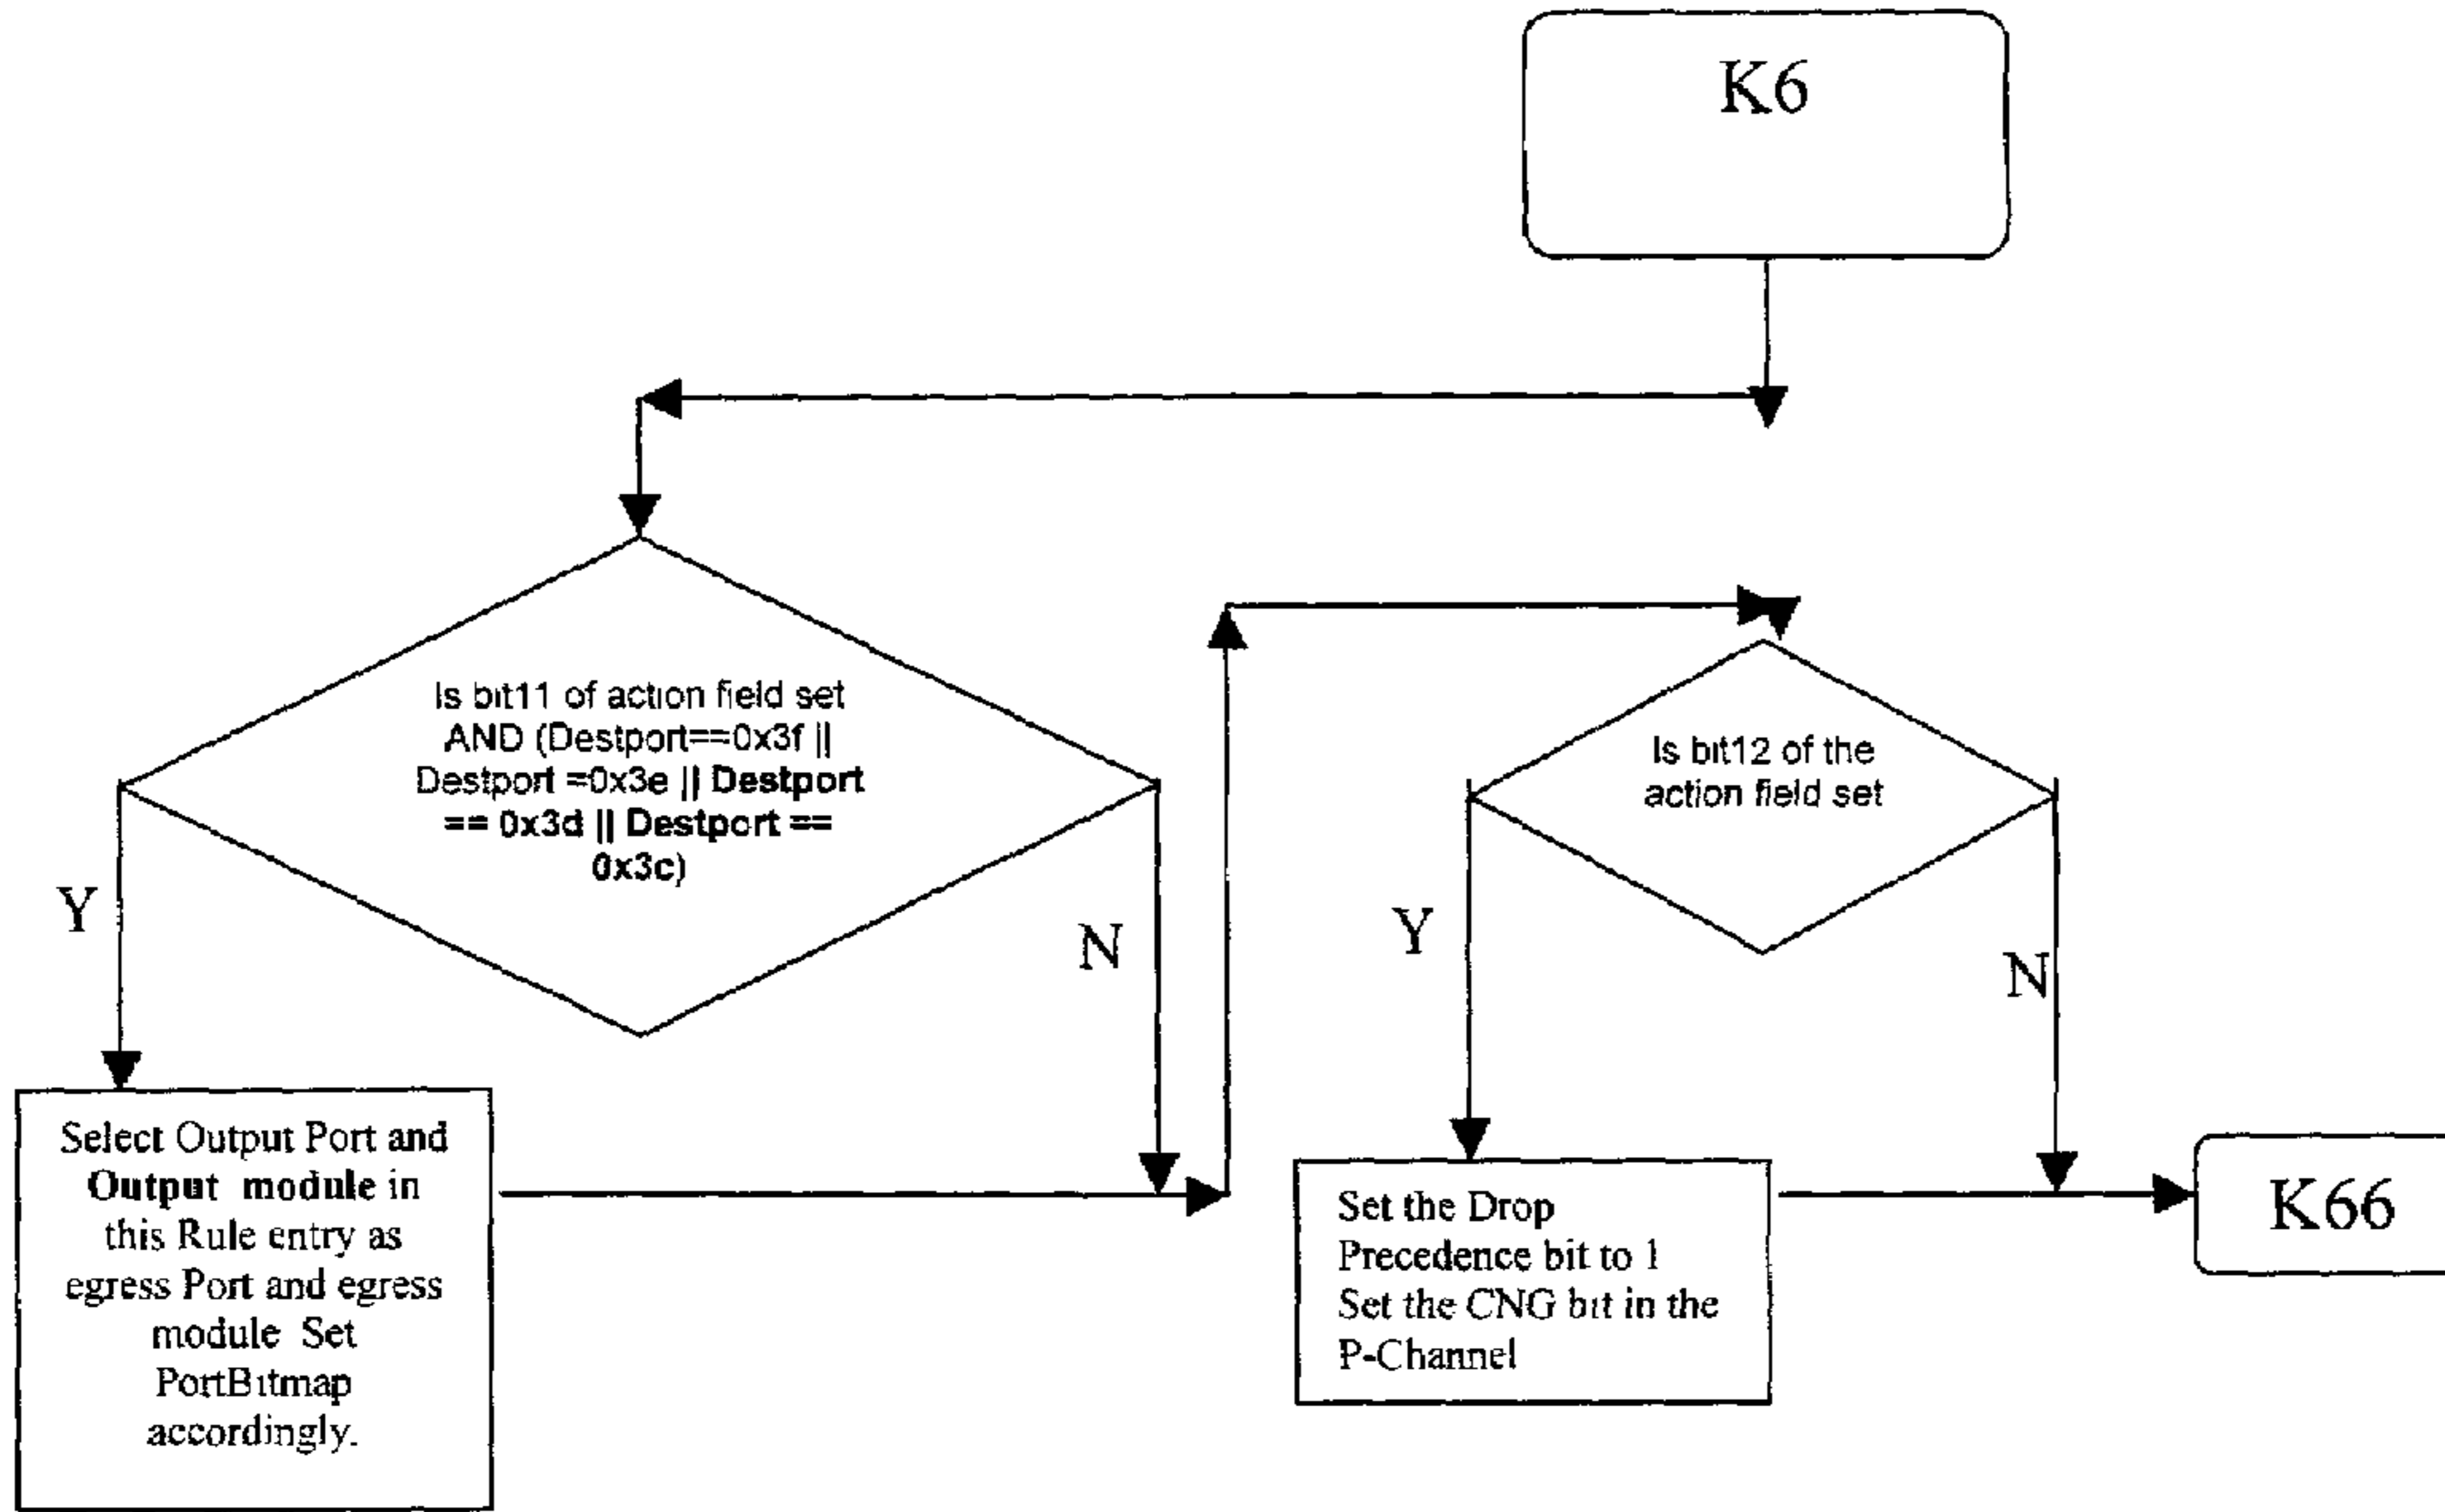 K6
Is bit11 of action field set
AND (Destport==0x3f ||
Destport =0x3e || Destport
== 0x3d || Destport ==
0x3c)
Y
N
Select Output Port and
Output module in
this Rule entry as
egress Port and egress
module Set
PortBitmap
accordingly.
Is bit12 of the
action field set
Y
N
Set the Drop
Precedence bit to 1
Set the CNG bit in the
P-Channel
K66